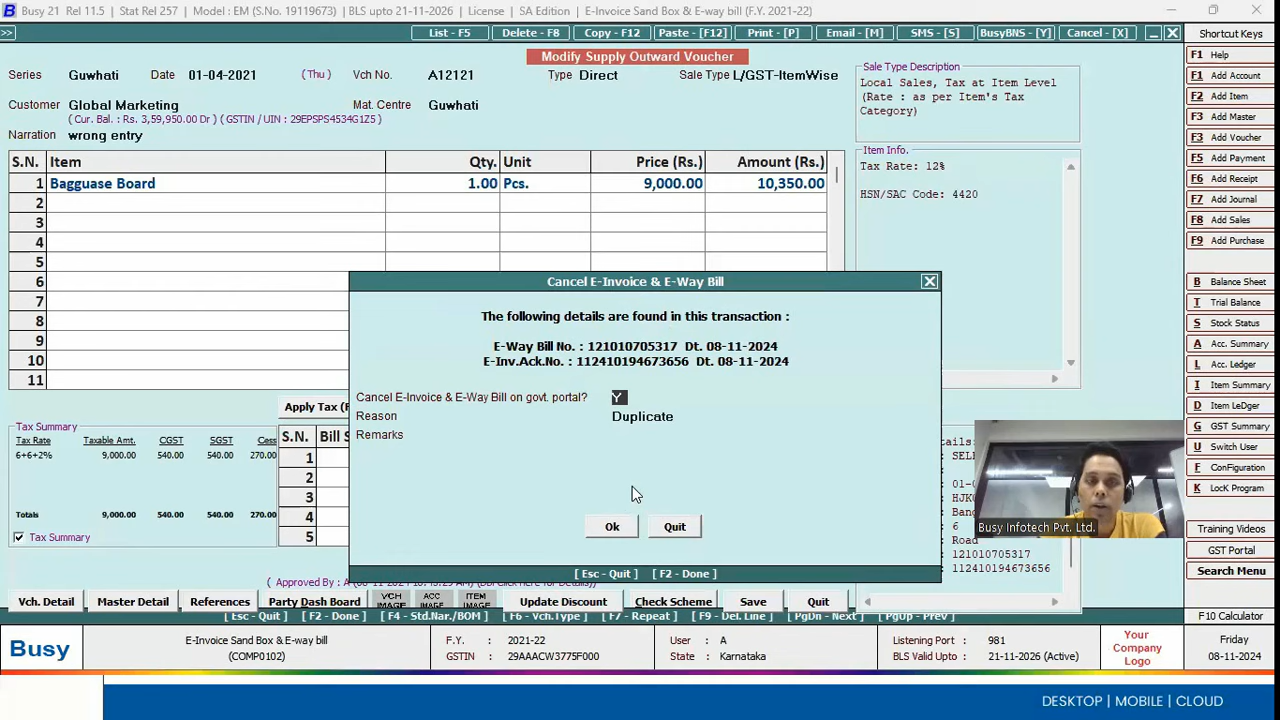 Busy 21 Rel 11.5 | Stat Rel 257 | Model : EM (S.No. 19119673) | BLS upto 21-11-2026 | License | SA Edition | E-Invoice Sand Box & E-way bill (F.Y. 2021-22)
>> List - F5 Delete - F8 Copy - F12 Paste - [F12] Print - [P] Email - [M] SMS - [S] BusyBNS - [Y] Cancel - [X]
Shortcut Keys
Modify Supply Outward Voucher
Series Guwhati Date 01-04-2021 (Thu) Vch No. A12121 Type Direct Sale Type L/GST-ItemWise
Customer Global Marketing Mat. Centre Guwhati
(Cur. Bal. : Rs. 3,59,950.00 Dr) (GSTIN / UIN : 29EPSPS4534G1Z5)
Narration wrong entry
Sale Type Description
Local Sales, Tax at Item Level
(Rate : as per Item's Tax
Category)
Item Info.
Tax Rate: 12%
HSN/SAC Code: 4420
S.N. Item Qty. Unit Price (Rs.) Amount (Rs.)
1 Bagguase Board 1.00 Pcs. 9,000.00 10,350.00
2
3
4
5
6
7
8
9
10
11
Cancel E-Invoice & E-Way Bill
The following details are found in this transaction :
E-Way Bill No. : 121010705317 Dt. 08-11-2024
E-Inv.Ack.No. : 112410194673656 Dt. 08-11-2024
Cancel E-Invoice & E-Way Bill on govt. portal? Y
Reason Duplicate
Remarks
Ok Quit
[ Esc - Quit ] [ F2 - Done ]
Apply Tax (F
Tax Summary
Tax Rate Taxable Amt. CGST SGST Cess
6+6+2% 9,000.00 540.00 540.00 270.00
Totals 9,000.00 540.00 540.00 270.00
Tax Summary
S.N. Bill S
1
2
3
4
5
01-0
HJK
Ban
6
Road
121010705317
112410194673656
Busy Infotech Pvt. Ltd.
Vch. Detail Master Detail References Party Dash Board VCH IMAGE ACC IMAGE ITEM IMAGE Update Discount Check Scheme Save Quit
[ Esc - Quit ] [ F2 - Done ] [ F4 - Std.Nar./BOM ] [ F6 - Vch.Type ] [ F7 - Repeat ] [ F9 - Del. Line ] [ PgDn - Next ] [ PgUp - Prev ]
F1 Help
F1 Add Account
F2 Add Item
F3 Add Master
F3 Add Voucher
F5 Add Payment
F6 Add Receipt
F7 Add Journal
F8 Add Sales
F9 Add Purchase
B Balance Sheet
T Trial Balance
S Stock Status
A Acc. Summary
L Acc. Ledger
I Item Summary
D Item LeDger
G GST Summary
U Switch User
F ConFiguration
K LocK Program
Training Videos
GST Portal
Search Menu
F10 Calculator
Busy
E-Invoice Sand Box & E-way bill
(COMP0102)
F.Y. : 2021-22
GSTIN : 29AAACW3775F000
User : A
State : Karnataka
Listening Port : 981
BLS Valid Upto : 21-11-2026 (Active)
Your
Company
Logo
Friday
08-11-2024
DESKTOP | MOBILE | CLOUD